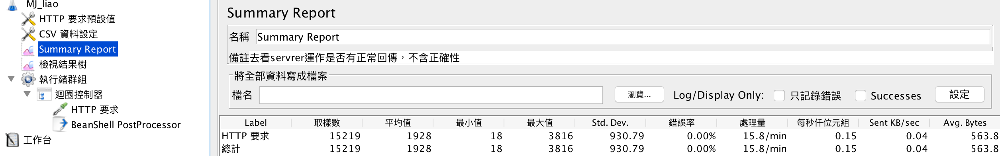 MJ_liao
HTTP 要求預設值
CSV 資料設定
Summary Report
檢視結果樹
執行緒群組
迴圈控制器
HTTP 要求
BeanShell PostProcessor
工作台
Summary Report
名稱 Summary Report
備註去看servrer運作是否有正常回傳，不含正確性
將全部資料寫成檔案
檔名 瀏覽... Log/Display Only: 只記錄錯誤 Successes 設定
Label 取樣數 平均值 最小值 最大值 Std. Dev. 錯誤率 處理量 每秒仟位元組 Sent KB/sec Avg. Bytes
HTTP 要求 15219 1928 18 3816 930.79 0.00% 15.8/min 0.15 0.04 563.8
總計 15219 1928 18 3816 930.79 0.00% 15.8/min 0.15 0.04 563.8